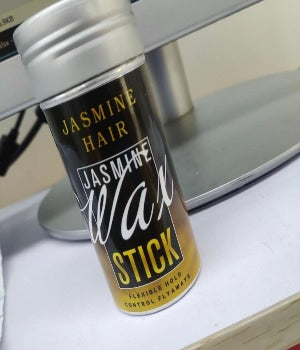 JASMINE
HAIR
JASMINE
Wax
STICK
FLEXIBLE HOLD
CONTROL FLYAWAYS